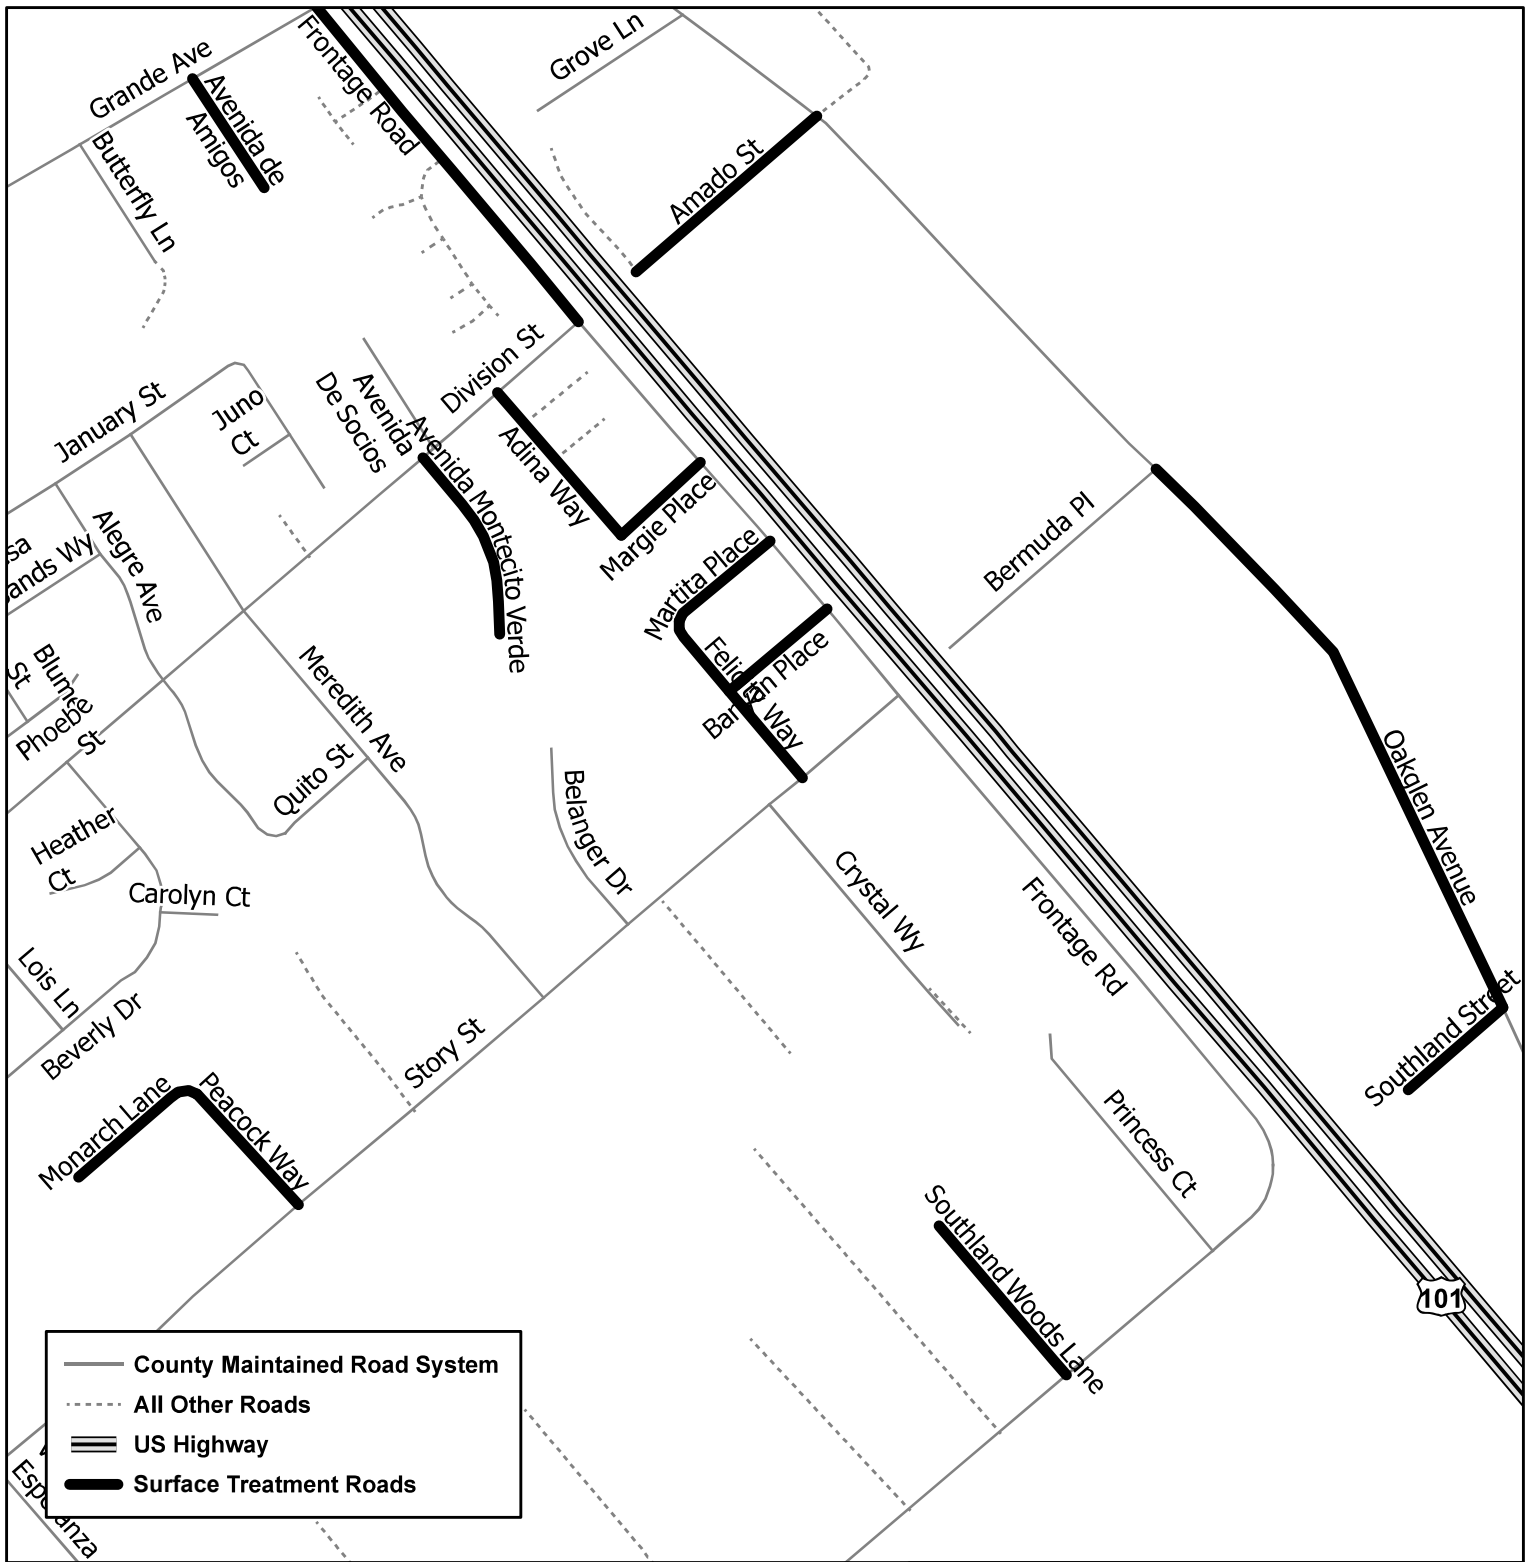 Grove Ln
Grande Ave
Frontage Road
Avenida de
Amigos
Butterfly Ln
Amado St
Division St
January St
Juno
Ct
Avenida
De Socios
Avenida Montecito Verde
Adina Way
Margie Place
Bermuda Pl
Alegre Ave
Martita Place
Blume
St
Phoebe
St
Meredith Ave
Felicity Way
Place
Quito St
Belanger Dr
Oakglen Avenue
Heather
Ct
Carolyn Ct
Crystal Wy
Frontage Rd
Lois Ln
Beverly Dr
Story St
Southland Street
Monarch Lane
Peacock Way
Princess Ct
Southland Woods Lane
101
County Maintained Road System
All Other Roads
US Highway
Surface Treatment Roads